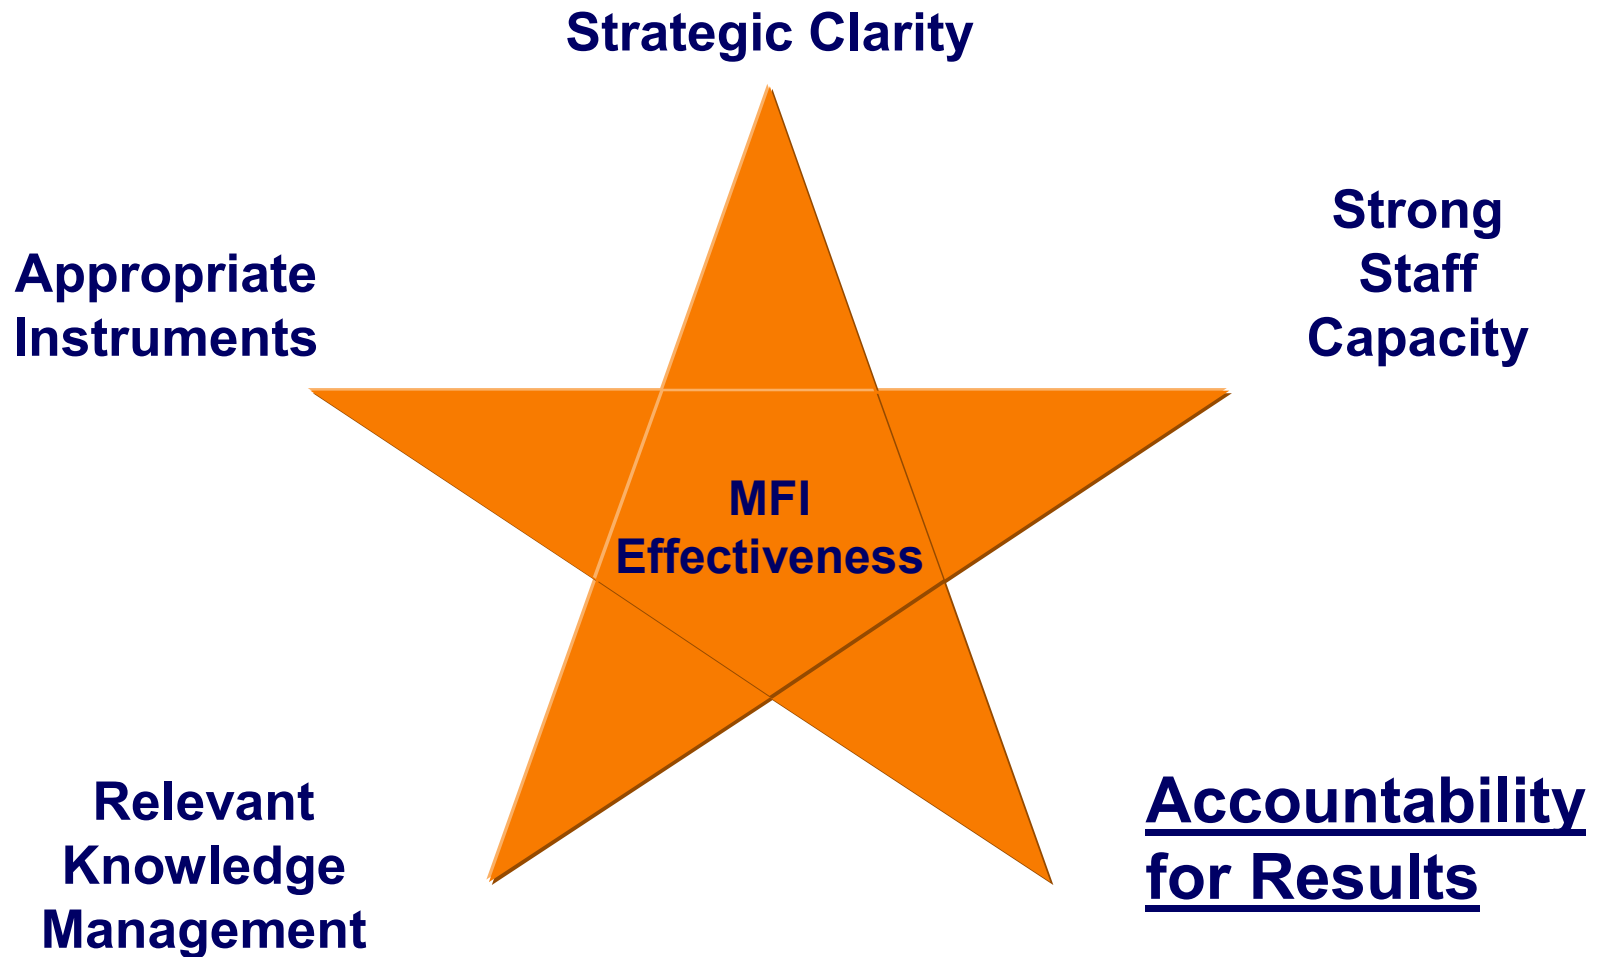 Strategic Clarity
Appropriate
Instruments
Strong
Staff
Capacity
MFI
Effectiveness
Relevant
Knowledge
Management
Accountability
for Results